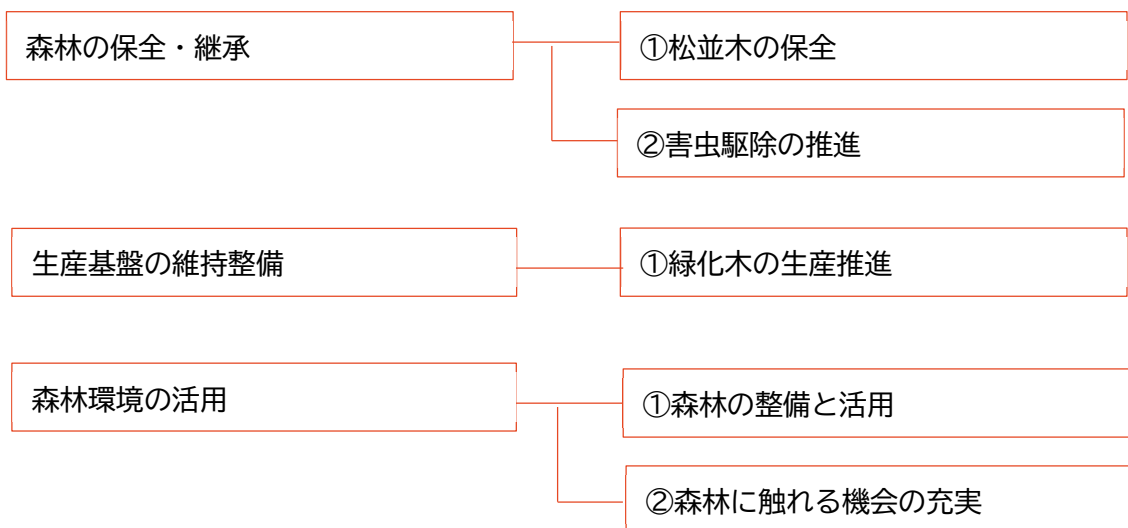 森林の保全・継承
①松並木の保全
②害虫駆除の推進
生産基盤の維持整備
①緑化木の生産推進
森林環境の活用
①森林の整備と活用
②森林に触れる機会の充実